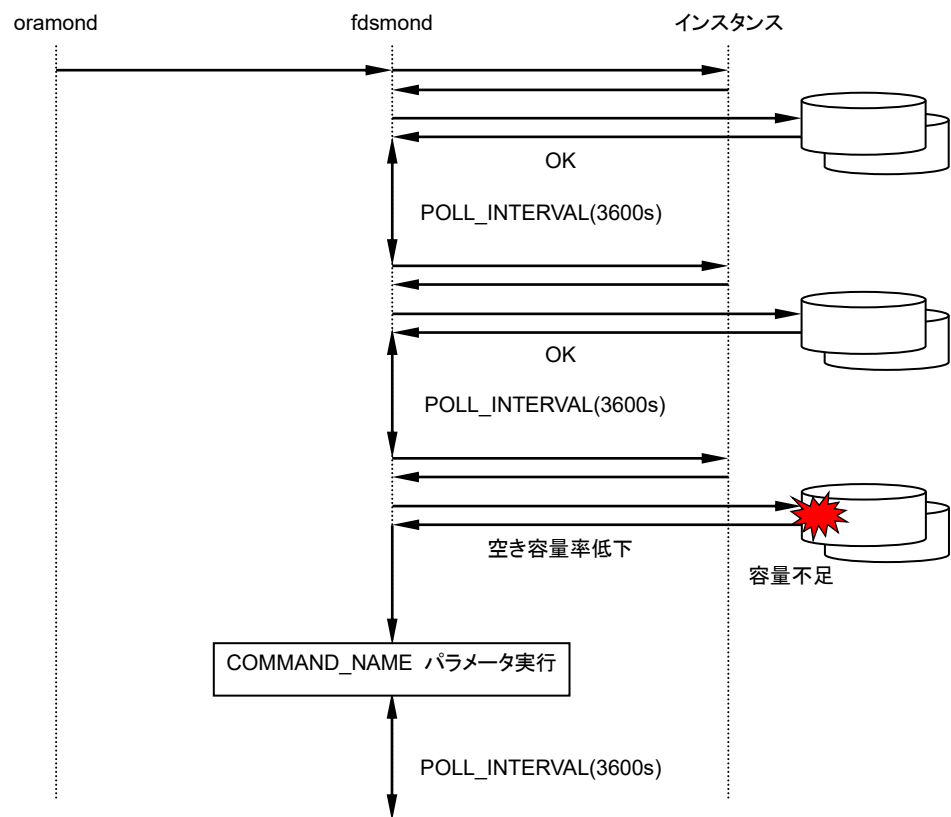 oramond
fdsmond
インスタンス
OK
POLL_INTERVAL(3600s)
OK
POLL_INTERVAL(3600s)
空き容量率低下
容量不足
COMMAND_NAME パラメータ実行
POLL_INTERVAL(3600s)